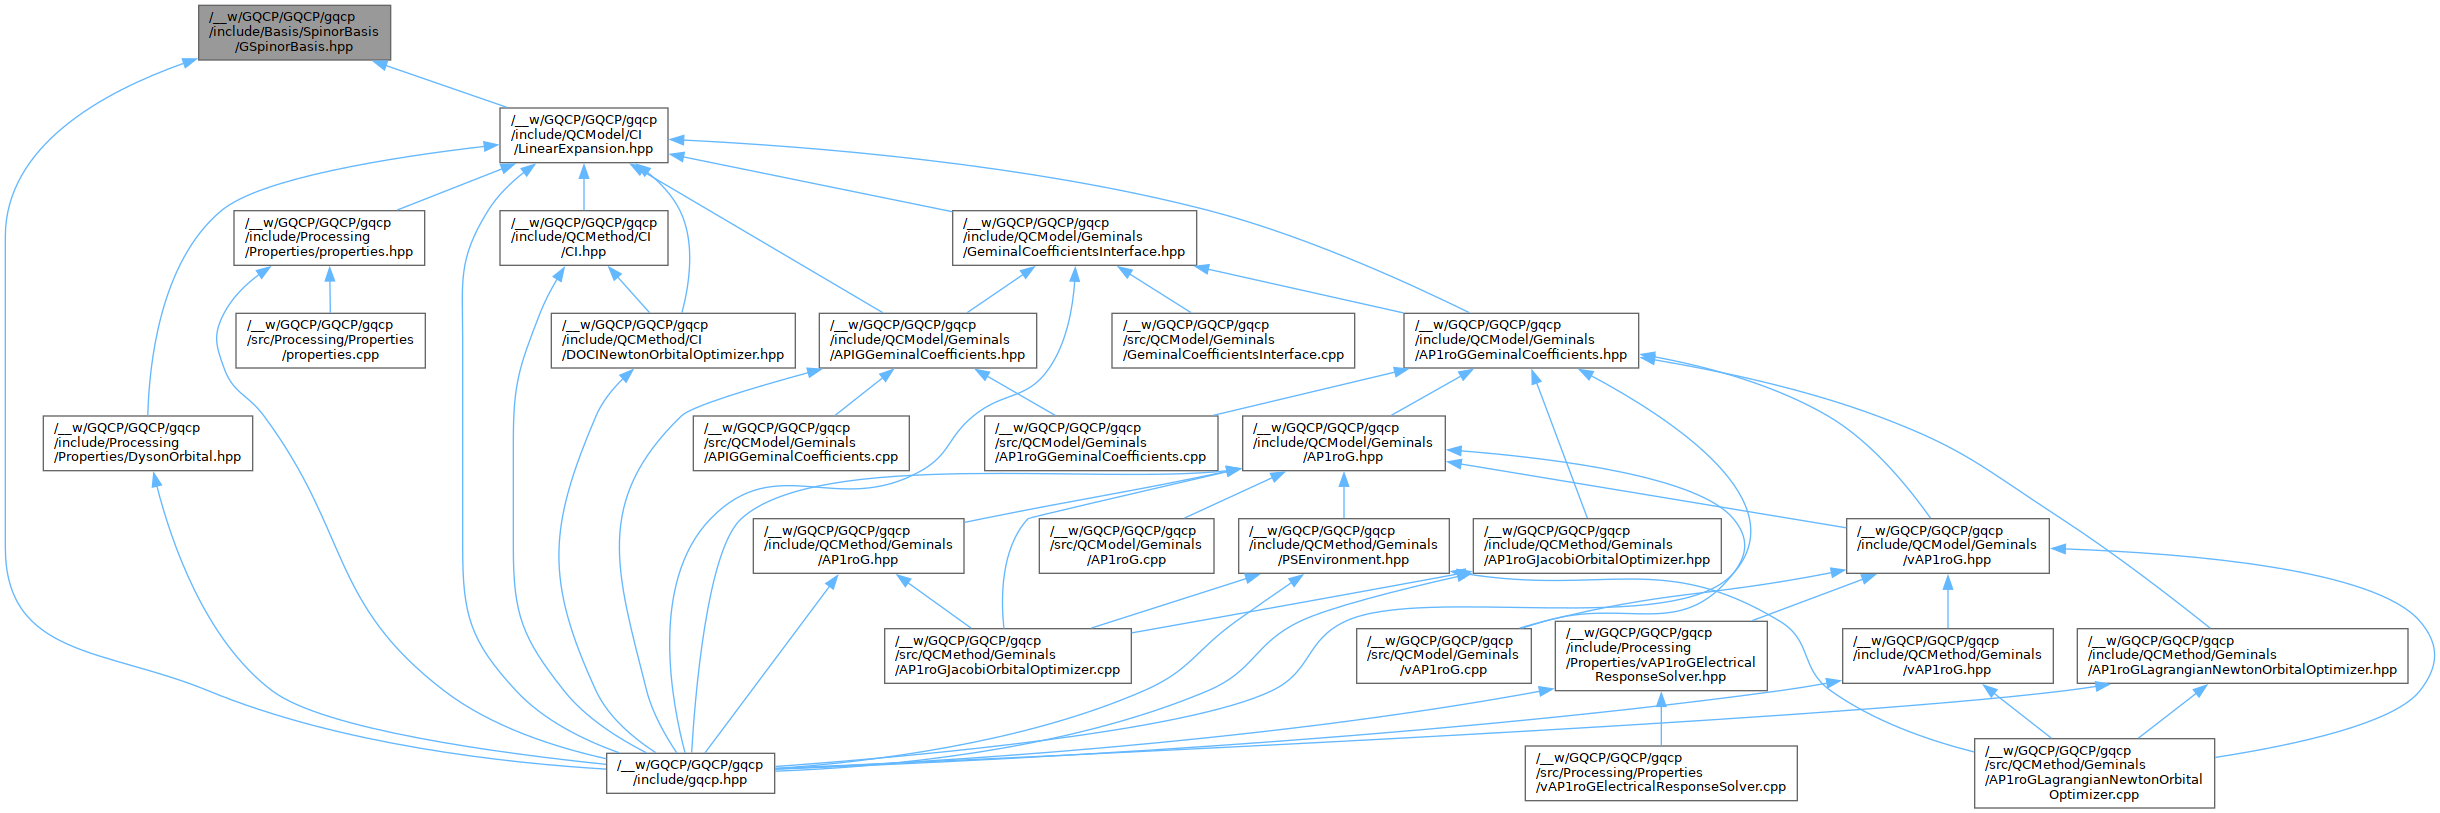 /__w/GQCP/GQCP/gqcp
/include/Basis/SpinorBasis
/GSpinorBasis.hpp
/__w/GQCP/GQCP/gqcp
/include/QCModel/CI
/LinearExpansion.hpp
/__w/GQCP/GQCP/gqcp
/include/Processing
/Properties/properties.hpp
/__w/GQCP/GQCP/gqcp
/include/QCMethod/CI
/CI.hpp
/__w/GQCP/GQCP/gqcp
/include/QCModel/Geminals
/GeminalCoefficientsInterface.hpp
/__w/GQCP/GQCP/gqcp
/src/Processing/Properties
/properties.cpp
/__w/GQCP/GQCP/gqcp
/include/QCMethod/CI
/DOCINewtonOrbitalOptimizer.hpp
/__w/GQCP/GQCP/gqcp
/include/QCModel/Geminals
/APIGGeminalCoefficients.hpp
/__w/GQCP/GQCP/gqcp
/src/QCModel/Geminals
/GeminalCoefficientsInterface.cpp
/__w/GQCP/GQCP/gqcp
/include/QCModel/Geminals
/AP1roGGeminalCoefficients.hpp
/__w/GQCP/GQCP/gqcp
/include/Processing
/Properties/DysonOrbital.hpp
/__w/GQCP/GQCP/gqcp
/src/QCModel/Geminals
/APIGGeminalCoefficients.cpp
/__w/GQCP/GQCP/gqcp
/src/QCModel/Geminals
/AP1roGGeminalCoefficients.cpp
/__w/GQCP/GQCP/gqcp
/include/QCModel/Geminals
/AP1roG.hpp
/__w/GQCP/GQCP/gqcp
/include/QCMethod/Geminals
/AP1roG.hpp
/__w/GQCP/GQCP/gqcp
/src/QCModel/Geminals
/AP1roG.cpp
/__w/GQCP/GQCP/gqcp
/include/QCMethod/Geminals
/PSEnvironment.hpp
/__w/GQCP/GQCP/gqcp
/include/QCMethod/Geminals
/AP1roGJacobiOrbitalOptimizer.hpp
/__w/GQCP/GQCP/gqcp
/include/QCModel/Geminals
/vAP1roG.hpp
/__w/GQCP/GQCP/gqcp
/src/QCMethod/Geminals
/AP1roGJacobiOrbitalOptimizer.cpp
/__w/GQCP/GQCP/gqcp
/src/QCModel/Geminals
/vAP1roG.cpp
/__w/GQCP/GQCP/gqcp
/include/Processing
/Properties/vAP1roGElectrical
ResponseSolver.hpp
/__w/GQCP/GQCP/gqcp
/include/QCMethod/Geminals
/vAP1roG.hpp
/__w/GQCP/GQCP/gqcp
/include/QCMethod/Geminals
/AP1roGLagrangianNewtonOrbitalOptimizer.hpp
/__w/GQCP/GQCP/gqcp
/include/gqcp.hpp
/__w/GQCP/GQCP/gqcp
/src/Processing/Properties
/vAP1roGElectricalResponseSolver.cpp
/__w/GQCP/GQCP/gqcp
/src/QCMethod/Geminals
/AP1roGLagrangianNewtonOrbital
Optimizer.cpp